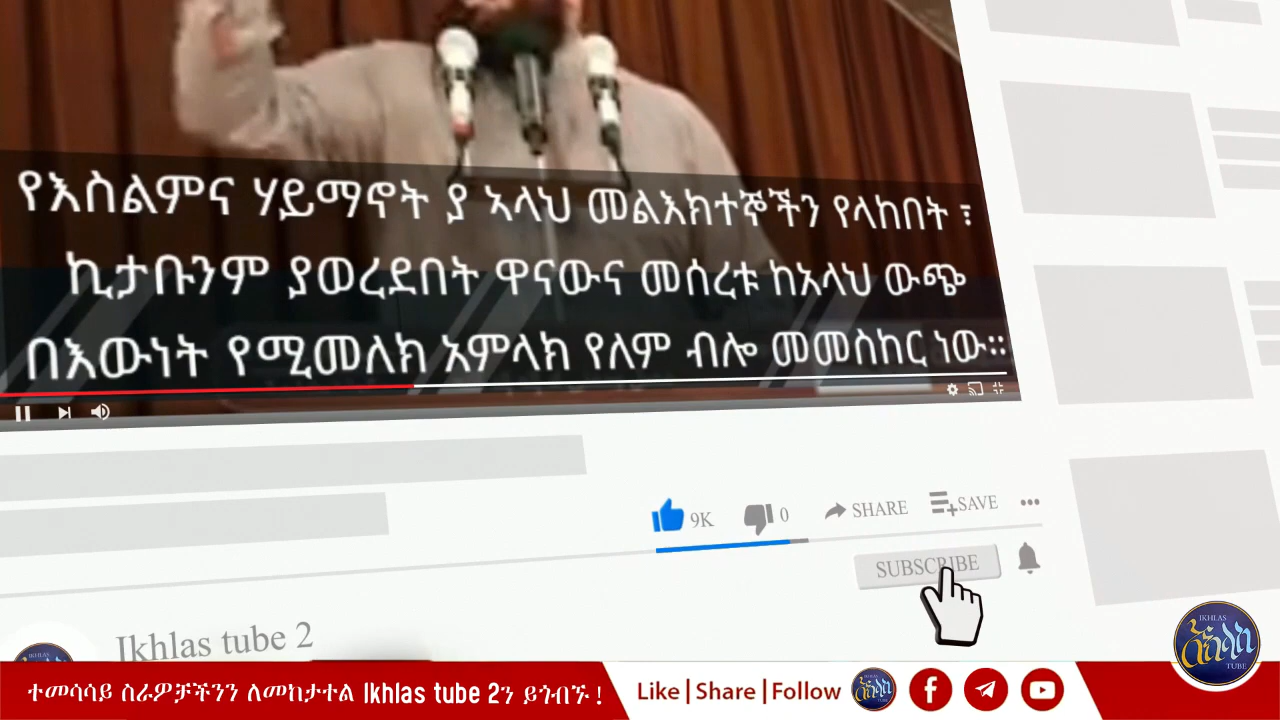 የእስልምና ሃይማኖት ያ ኣላህ መልእክተኞችን የላከበት ፣
ኪታቡንም ያወረደበት ዋናውና መሰረቱ ከአላህ ውጭ
በእውነት የሚመለክ አምላክ የለም ብሎ መመስከር ነው።
9K
0
SHARE
SAVE
SUBSCRIBE
Ikhlas tube 2
IKHLAS
እኽላስ
TUBE
ተመሳሳይ ስራዎቻችንን ለመከታተል Ikhlas tube 2ን ይጎብኙ !
Like | Share | Follow